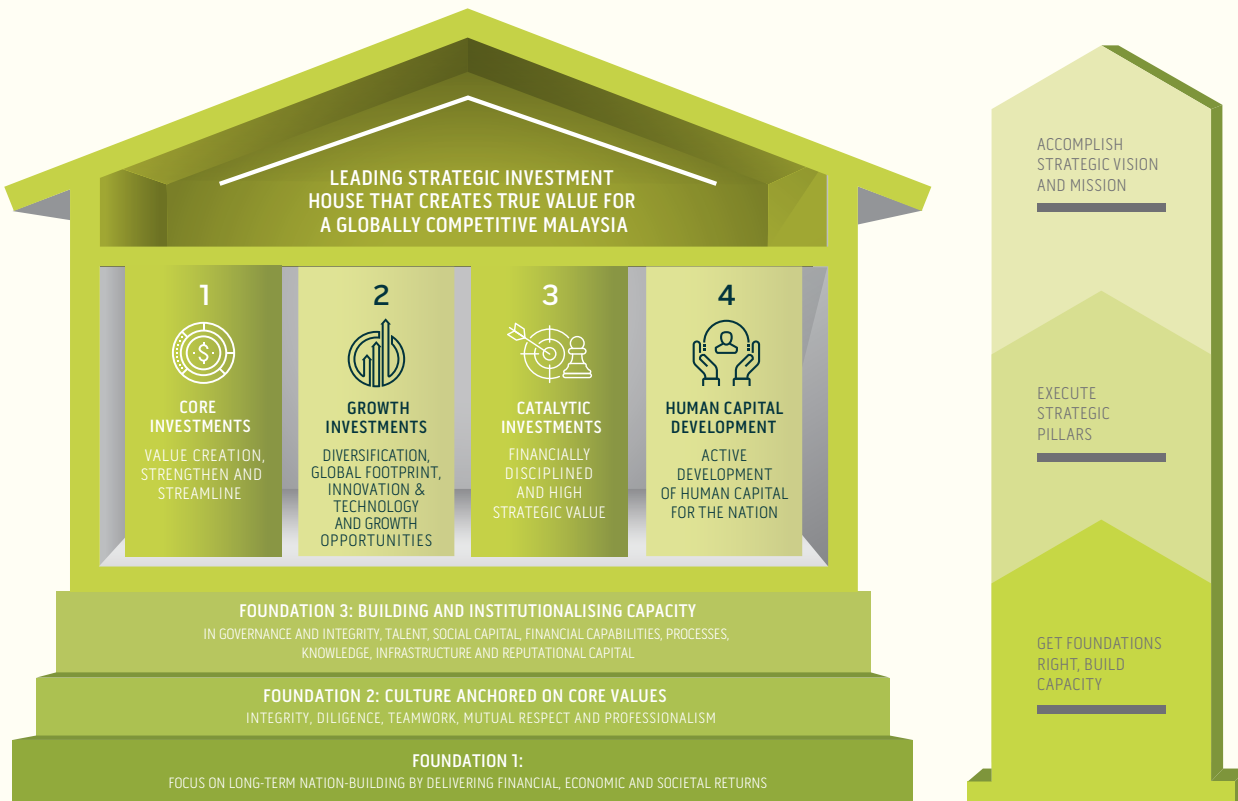 LEADING STRATEGIC INVESTMENT
HOUSE THAT CREATES TRUE VALUE FOR
A GLOBALLY COMPETITIVE MALAYSIA
1
$
CORE
INVESTMENTS
VALUE CREATION,
STRENGTHEN AND
STREAMLINE
2
GROWTH
INVESTMENTS
DIVERSIFICATION,
GLOBAL FOOTPRINT,
INNOVATION &
TECHNOLOGY
AND GROWTH
OPPORTUNITIES
3
CATALYTIC
INVESTMENTS
FINANCIALLY
DISCIPLINED
AND HIGH
STRATEGIC VALUE
4
HUMAN CAPITAL
DEVELOPMENT
ACTIVE
DEVELOPMENT
OF HUMAN CAPITAL
FOR THE NATION
FOUNDATION 3: BUILDING AND INSTITUTIONALISING CAPACITY
IN GOVERNANCE AND INTEGRITY, TALENT, SOCIAL CAPITAL, FINANCIAL CAPABILITIES, PROCESSES,
KNOWLEDGE, INFRASTRUCTURE AND REPUTATIONAL CAPITAL
FOUNDATION 2: CULTURE ANCHORED ON CORE VALUES
INTEGRITY, DILIGENCE, TEAMWORK, MUTUAL RESPECT AND PROFESSIONALISM
FOUNDATION 1:
FOCUS ON LONG-TERM NATION-BUILDING BY DELIVERING FINANCIAL, ECONOMIC AND SOCIETAL RETURNS
ACCOMPLISH
STRATEGIC VISION
AND MISSION
EXECUTE
STRATEGIC
PILLARS
GET FOUNDATIONS
RIGHT, BUILD
CAPACITY